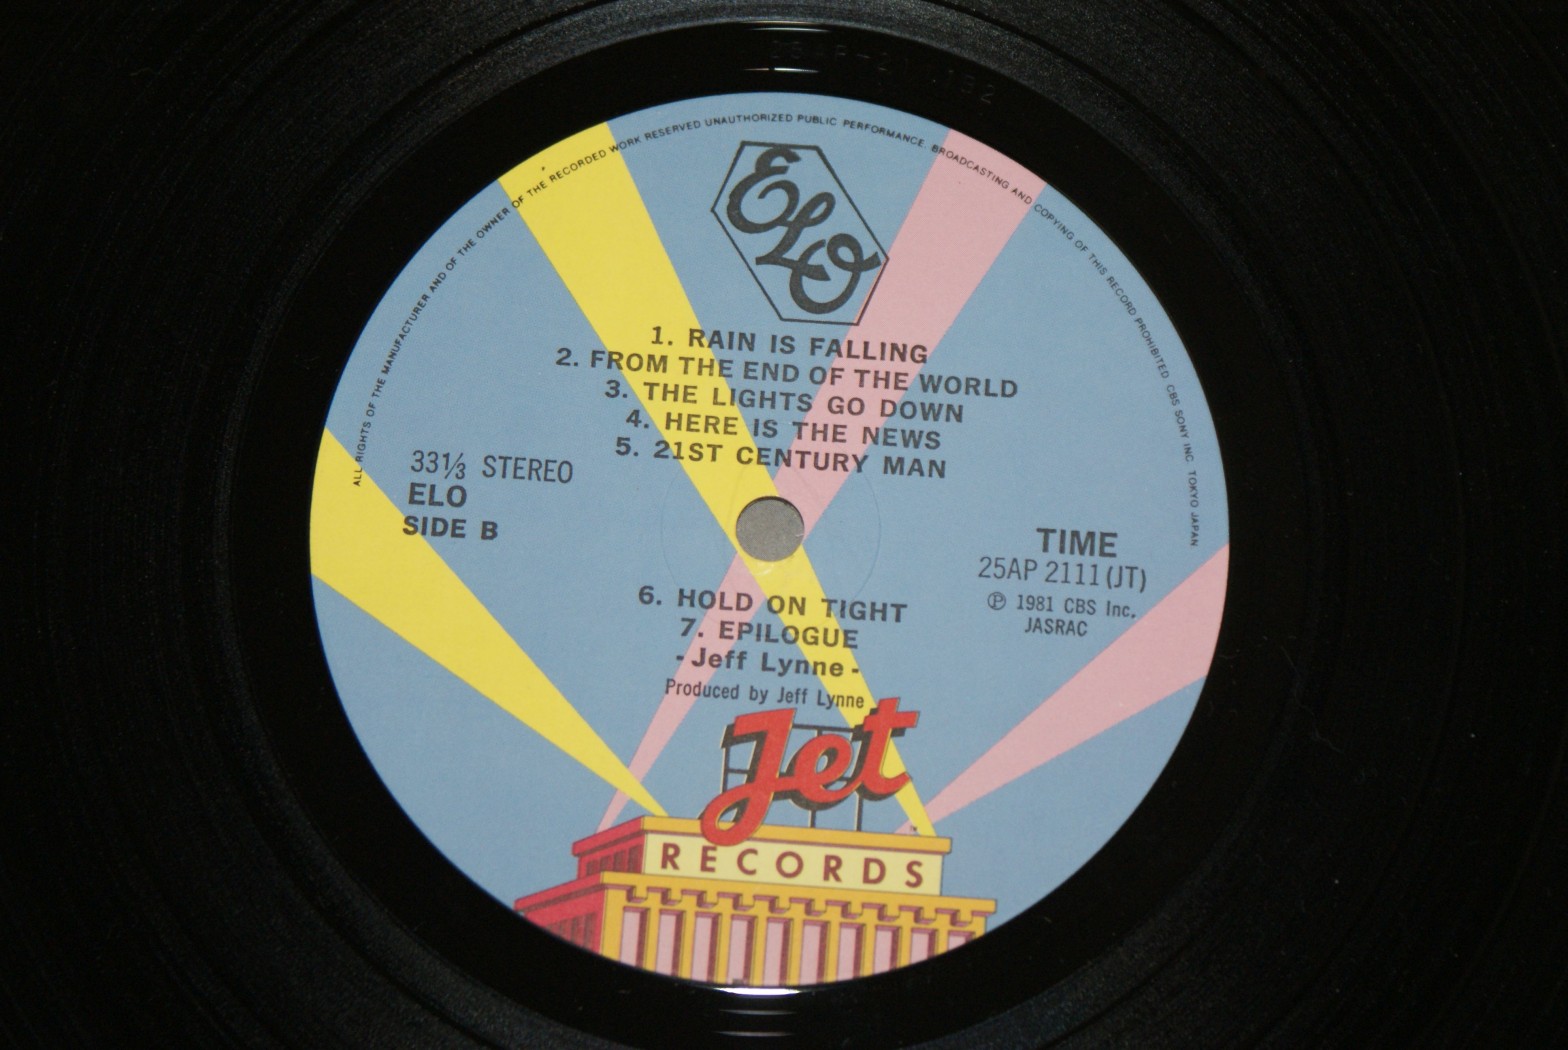 ALL RIGHTS OF THE MANUFACTURER AND OF THE OWNER OF THE RECORDED WORK RESERVED UNAUTHORIZED PUBLIC PERFORMANCE. BROADCASTING AND COPYING OF THIS RECORD PROHIBITED CBS SONY INC TOKYO JAPAN
ELO
1. RAIN IS FALLING
2. FROM THE END OF THE WORLD
3. THE LIGHTS GO DOWN
4. HERE IS THE NEWS
5. 21ST CENTURY MAN
33⅓ STEREO
ELO
SIDE B
TIME
25AP 2111(JT)
Ⓟ 1981 CBS Inc.
JASRAC
6. HOLD ON TIGHT
7. EPILOGUE
-Jeff Lynne-
Produced by Jeff Lynne
Jet
RECORDS